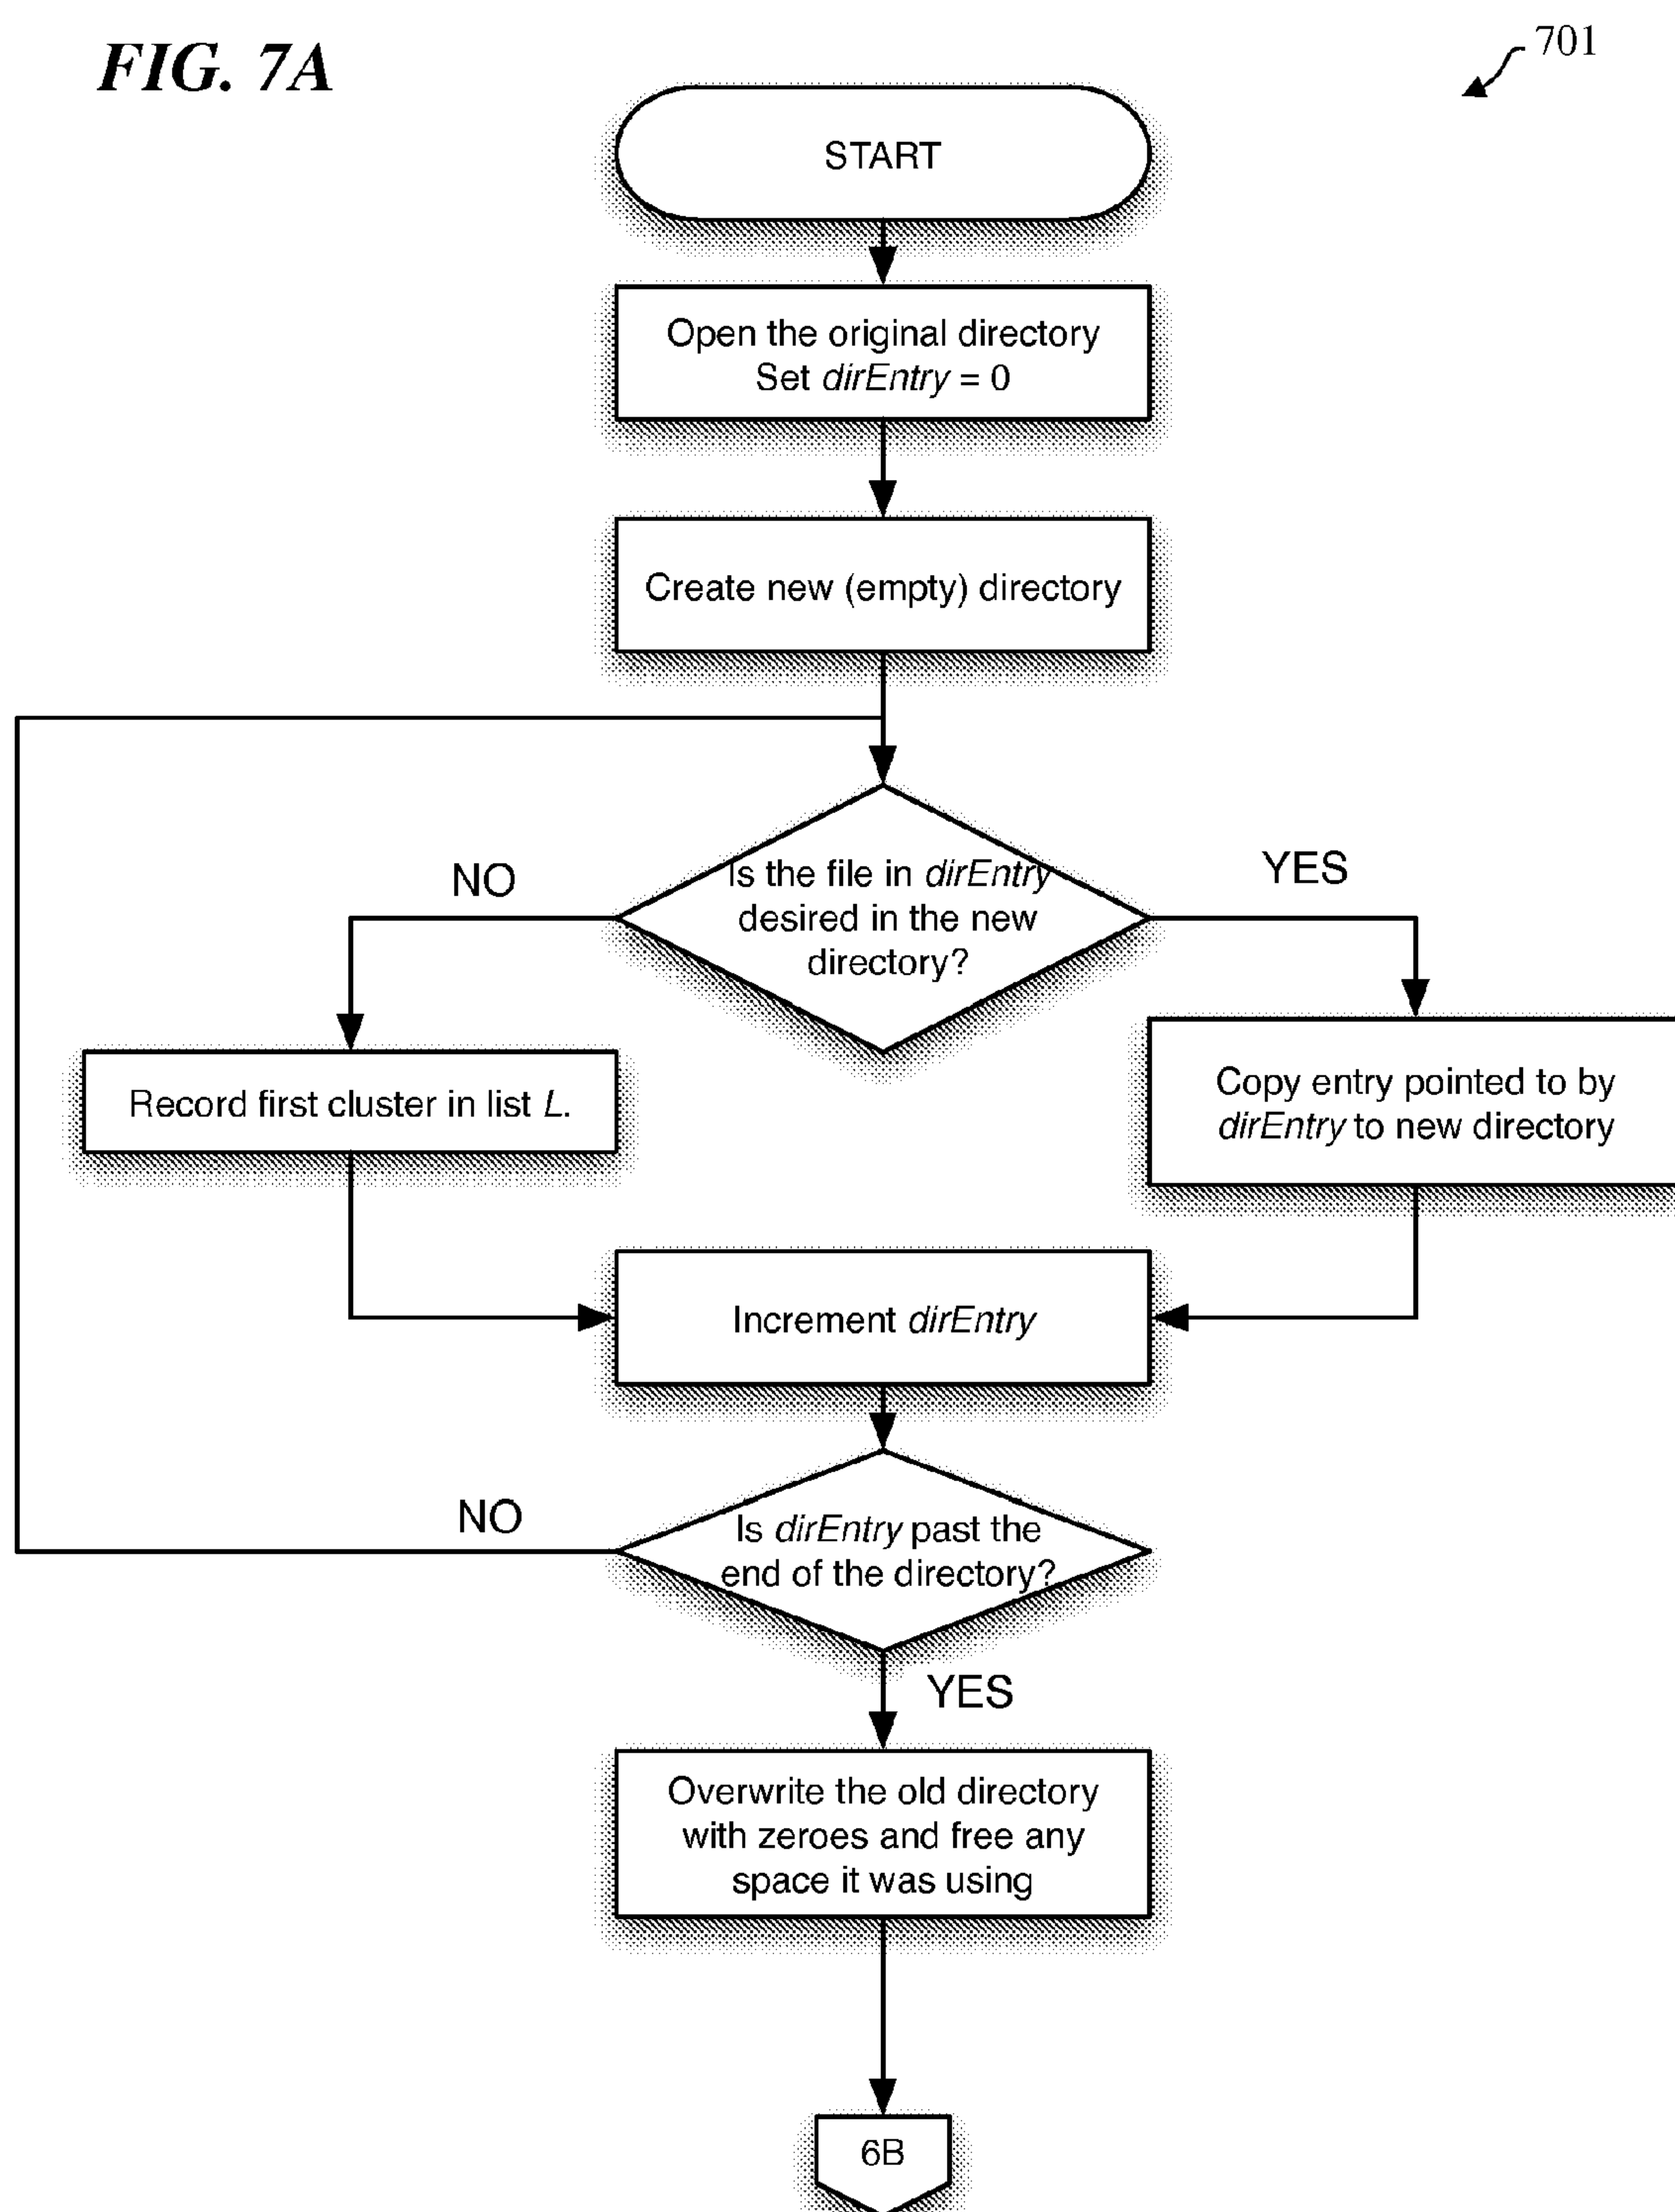 FIG. 7A
701
START
Open the original directory
Set dirEntry = 0
Create new (empty) directory
NO
YES
Is the file in dirEntry
desired in the new
directory?
Record first cluster in list L.
Copy entry pointed to by
dirEntry to new directory
Increment dirEntry
NO
Is dirEntry past the
end of the directory?
YES
Overwrite the old directory
with zeroes and free any
space it was using
6B